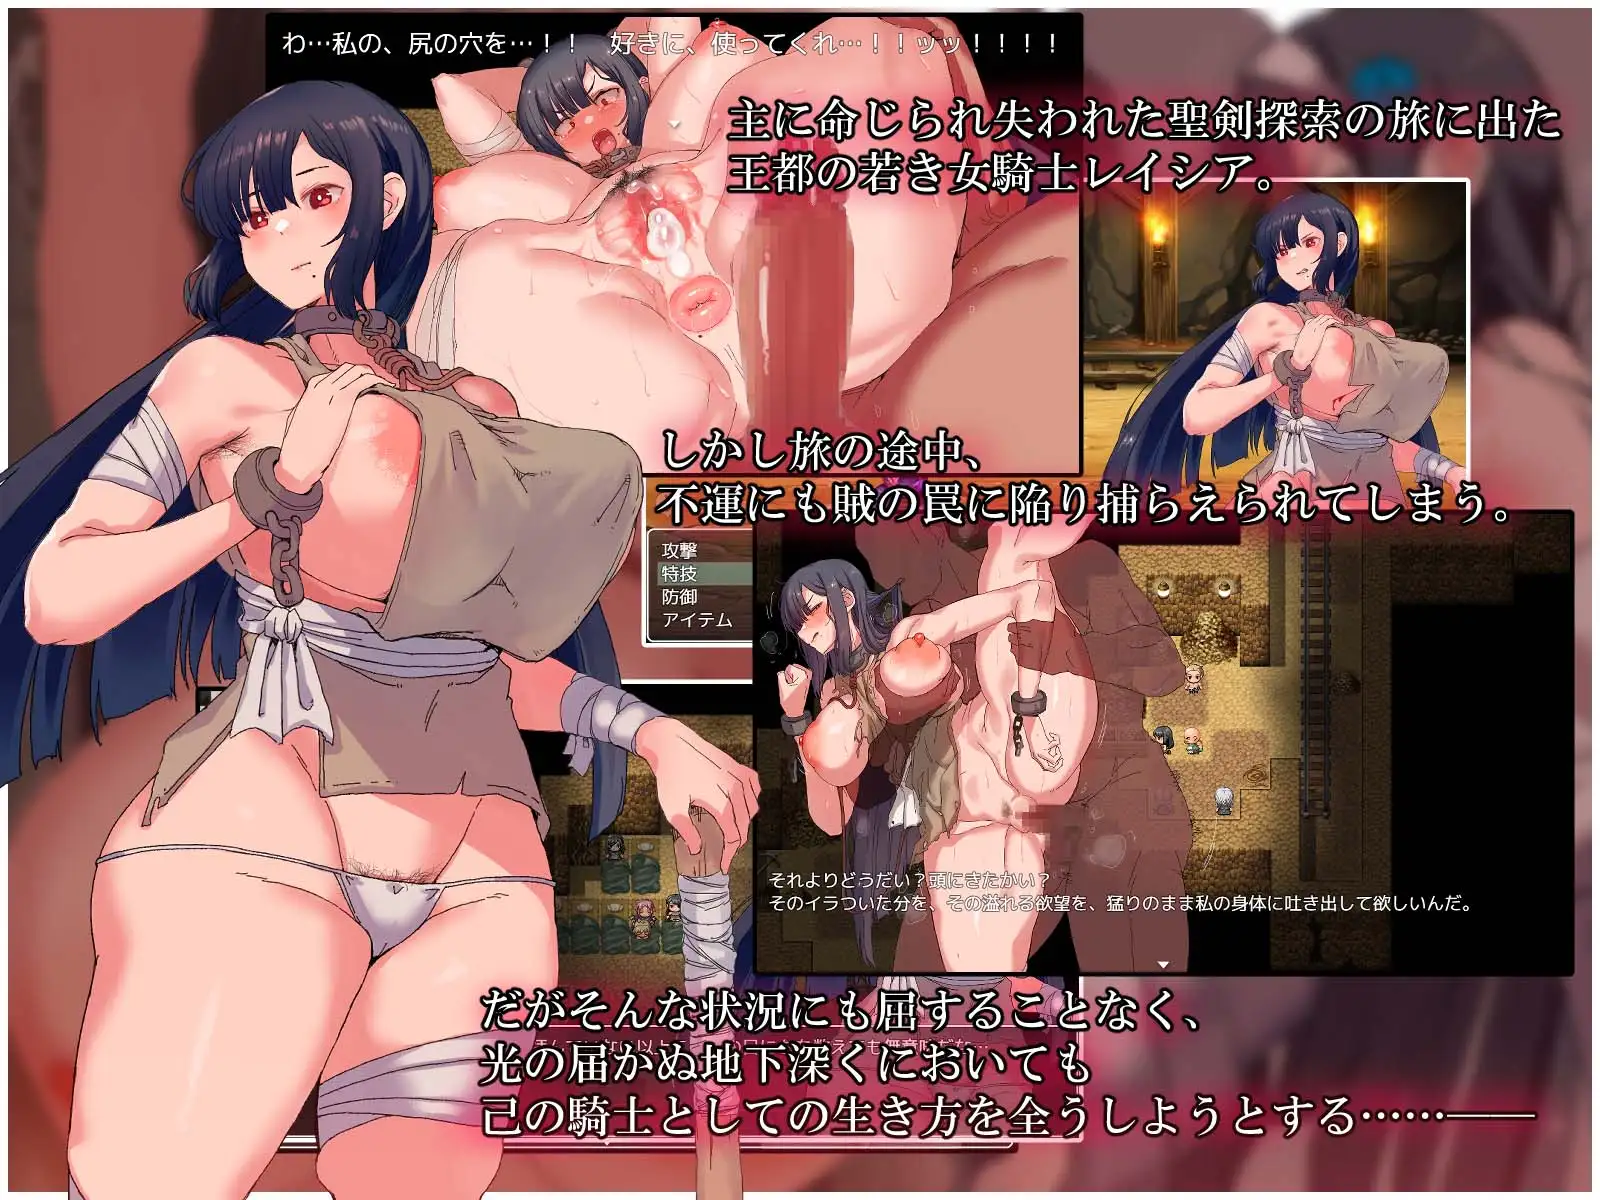 わ…私の、尻の穴を…！！　好きに、使ってくれ…！！ッッ！！！！
主に命じられ失われた聖剣探索の旅に出た
王都の若き女騎士レイシア。
しかし旅の途中、
不運にも賊の罠に陥り捕らえられてしまう。
攻撃
特技
防御
アイテム
それよりどうだい？頭にきたかい？
そのイラついた分を、その溢れる欲望を、猛りのまま私の身体に吐き出して欲しいんだ。
だがそんな状況にも屈することなく、
光の届かぬ地下深くにおいても
己の騎士としての生き方を全うしようとする……――